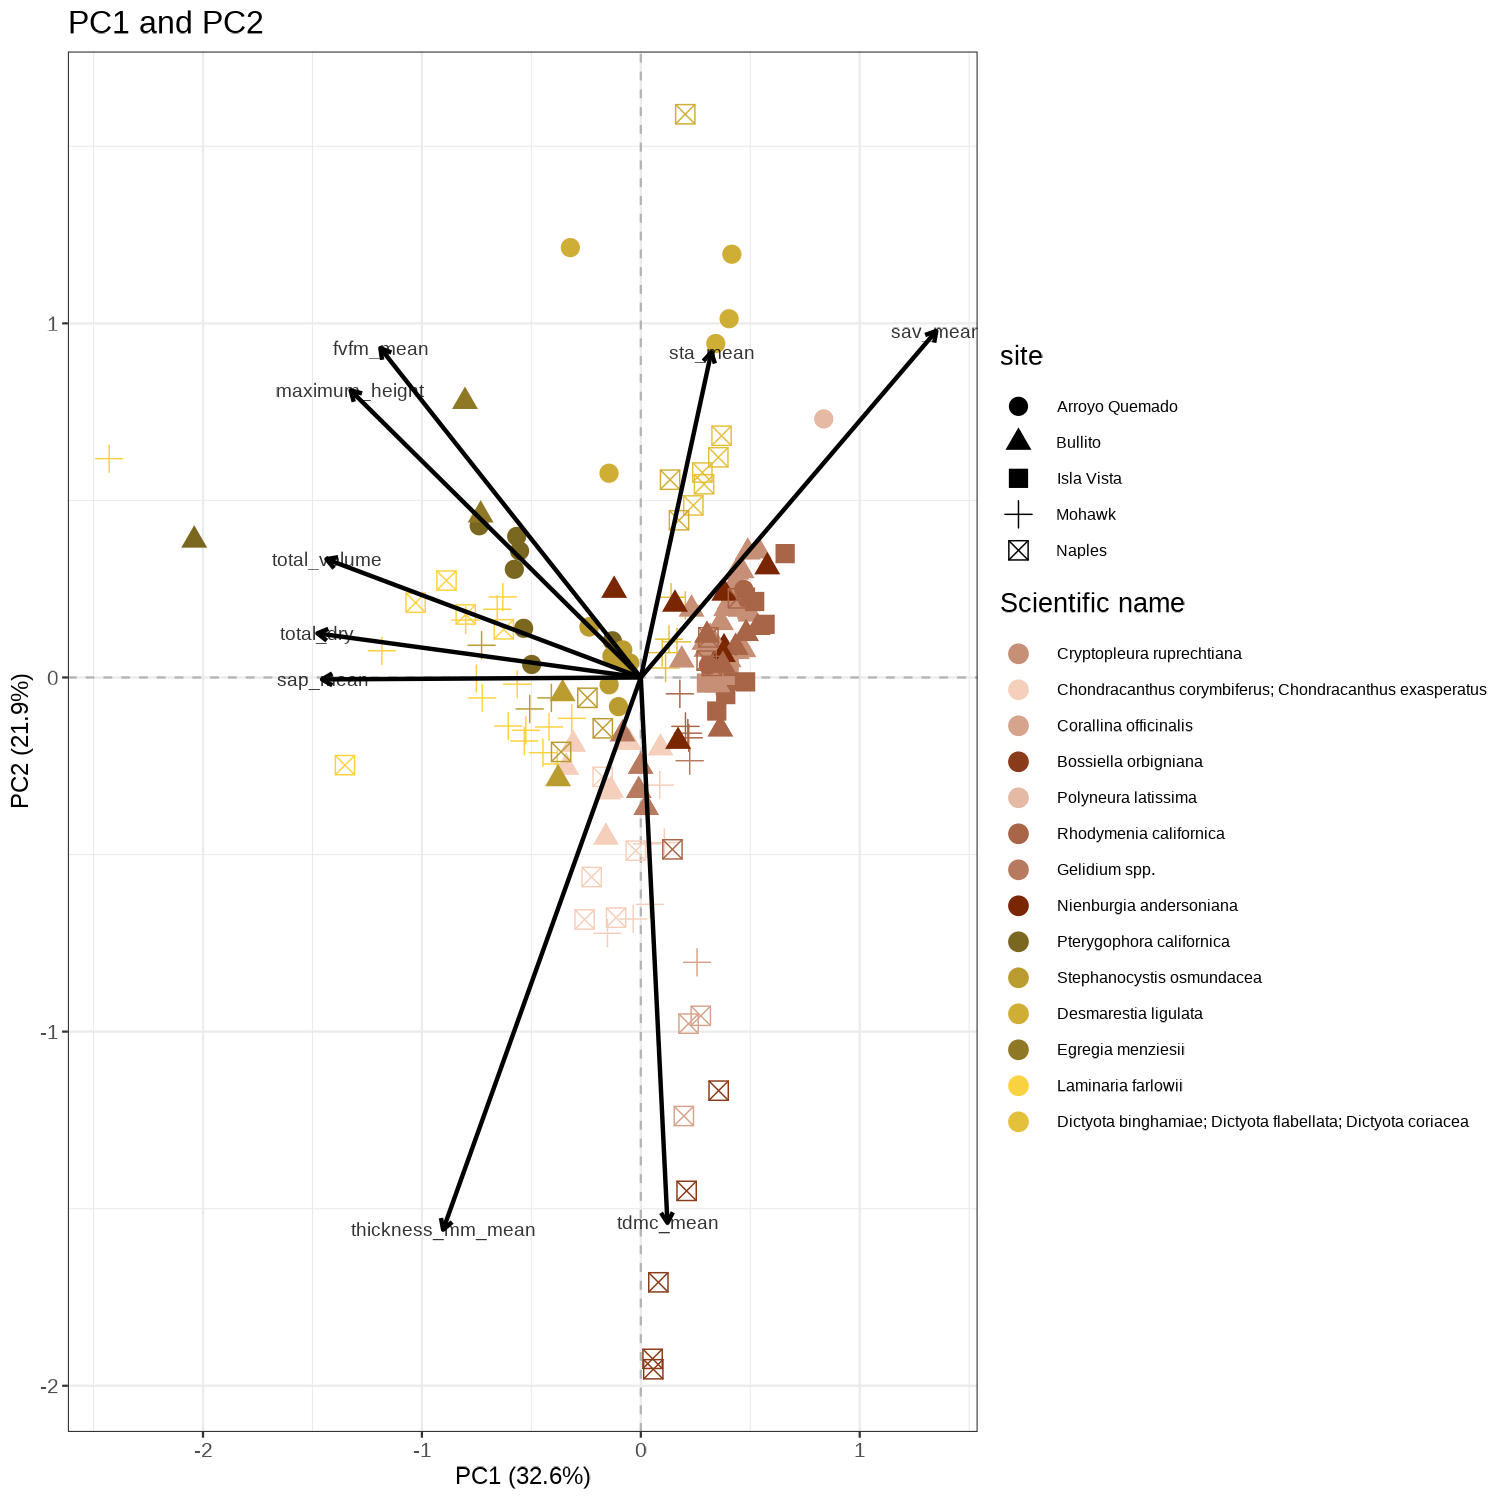 PC1 and PC2
sav_mean
fvfm_mean
sta_mean
maximum_height
total_volume
total_dry
sap_mean
thickness_mm_mean
tdmc_mean
1
0
-1
-2
-2
-1
0
1
PC1 (32.6%)
PC2 (21.9%)
site
Arroyo Quemado
Bullito
Isla Vista
Mohawk
Naples
Scientific name
Cryptopleura ruprechtiana
Chondracanthus corymbiferus; Chondracanthus exasperatus
Corallina officinalis
Bossiella orbigniana
Polyneura latissima
Rhodymenia californica
Gelidium spp.
Nienburgia andersoniana
Pterygophora californica
Stephanocystis osmundacea
Desmarestia ligulata
Egregia menziesii
Laminaria farlowii
Dictyota binghamiae; Dictyota flabellata; Dictyota coriacea